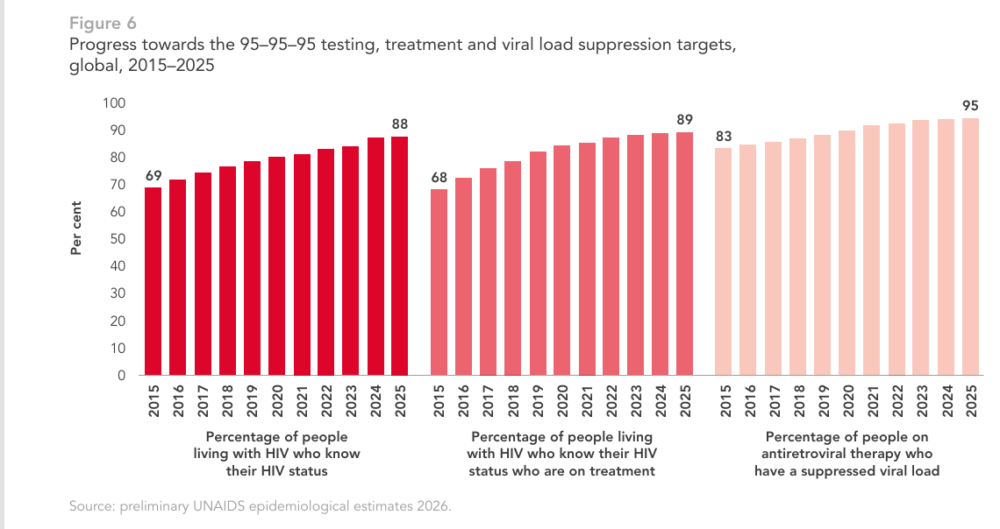 Figure 6
Progress towards the 95–95–95 testing, treatment and viral load suppression targets,
global, 2015–2025
Per cent
100
90
80
70
60
50
40
30
20
10
0
69
88
68
89
83
95
2015 2016 2017 2018 2019 2020 2021 2022 2023 2024 2025
2015 2016 2017 2018 2019 2020 2021 2022 2023 2024 2025
2015 2016 2017 2018 2019 2020 2021 2022 2023 2024 2025
Percentage of people
living with HIV who know
their HIV status
Percentage of people living
with HIV who know their HIV
status who are on treatment
Percentage of people on
antiretroviral therapy who
have a suppressed viral load
Source: preliminary UNAIDS epidemiological estimates 2026.